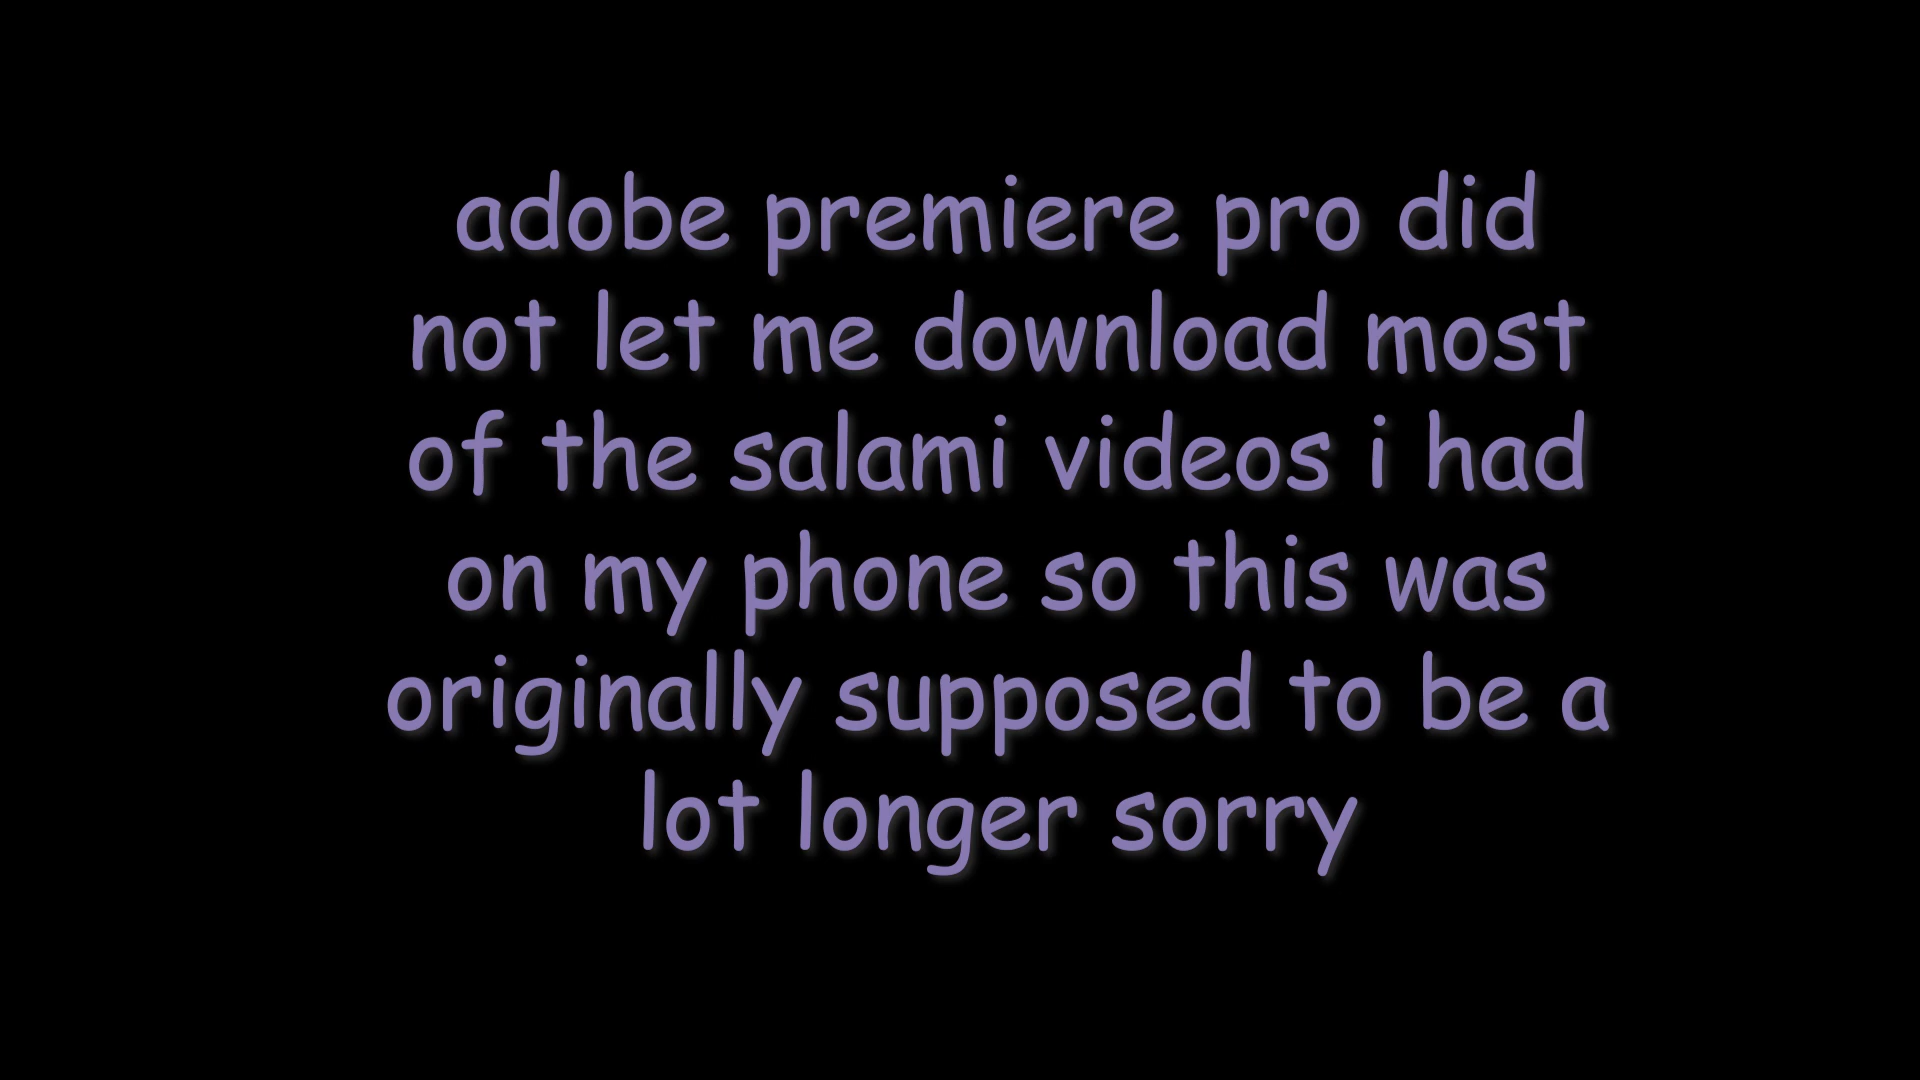 adobe premiere pro did
not let me download most
of the salami videos i had
on my phone so this was
originally supposed to be a
lot longer sorry